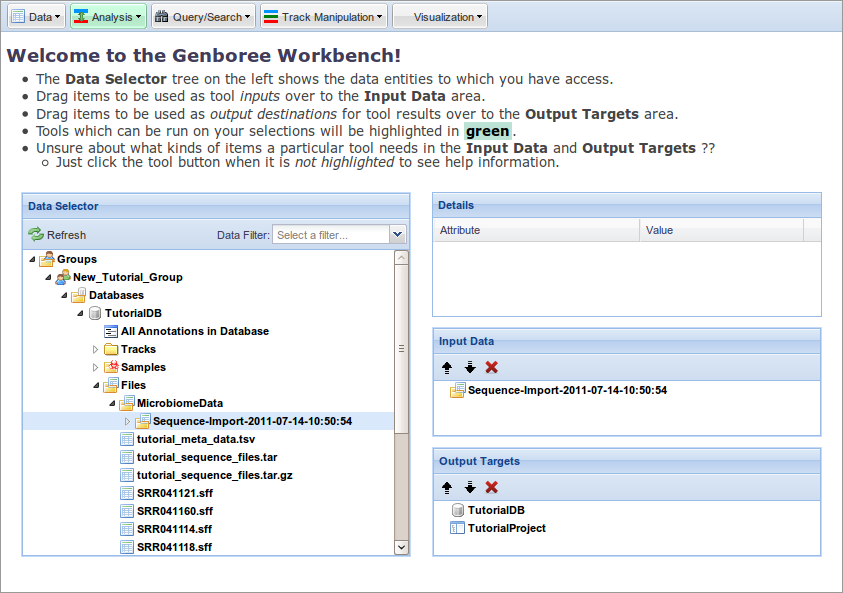 Data Analysis Query/Search Track Manipulation Visualization
Welcome to the Genboree Workbench!
The Data Selector tree on the left shows the data entities to which you have access.
Drag items to be used as tool inputs over to the Input Data area.
Drag items to be used as output destinations for tool results over to the Output Targets area.
Tools which can be run on your selections will be highlighted in green.
Unsure about what kinds of items a particular tool needs in the Input Data and Output Targets ??
Just click the tool button when it is not highlighted to see help information.
Data Selector
Refresh Data Filter: Select a filter...
Groups
New_Tutorial_Group
Databases
TutorialDB
All Annotations in Database
Tracks
Samples
Files
MicrobiomeData
Sequence-Import-2011-07-14-10:50:54
tutorial_meta_data.tsv
tutorial_sequence_files.tar
tutorial_sequence_files.tar.gz
SRR041121.sff
SRR041160.sff
SRR041114.sff
SRR041118.sff
Details
Attribute Value
Input Data
Sequence-Import-2011-07-14-10:50:54
Output Targets
TutorialDB
TutorialProject